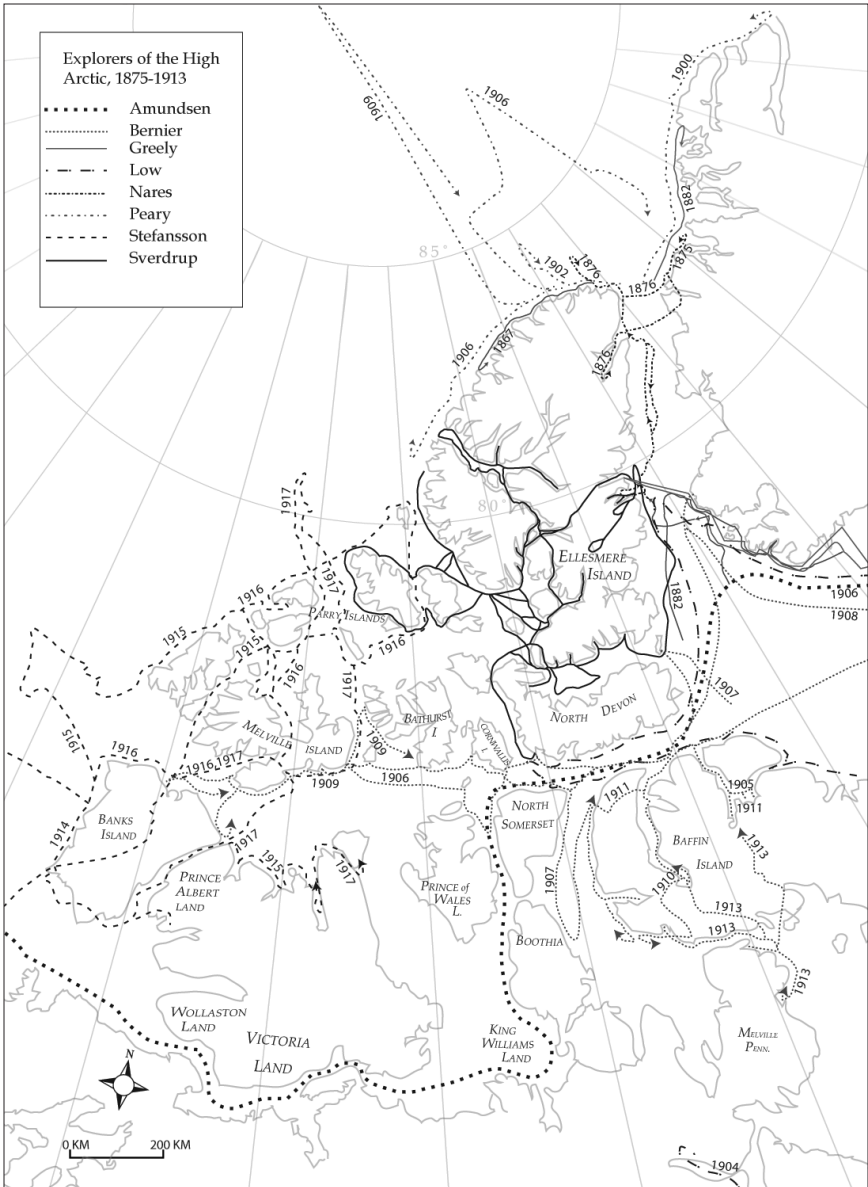 Explorers of the High
Arctic, 1875-1913
Amundsen
Bernier
Greely
Low
Nares
Peary
Stefansson
Sverdrup
1909
1906
1900
1882
1875
85°
1902
1876
1876
1867
1906
1876
1917
80°
ELLESMERE
ISLAND
1917
1916
1882
1906
1908
PARRY ISLANDS
1915
1915
1916
1916
1917
1907
NORTH DEVON
BATHURST
I.
CORNWALLIS
I.
MELVILLE ISLAND
1909
1915
1916
1916 1917
1909
1906
1905
1911
1911
NORTH
SOMERSET
BANKS
ISLAND
1914
1917
1915
1917
BAFFIN
ISLAND
1913
PRINCE
ALBERT
LAND
PRINCE OF
WALES
L.
1907
1910
1913
1913
BOOTHIA
1913
WOLLASTON
LAND
VICTORIA
LAND
KING
WILLIAMS
LAND
MELVILLE
PENN.
N
0 KM 200 KM
1904